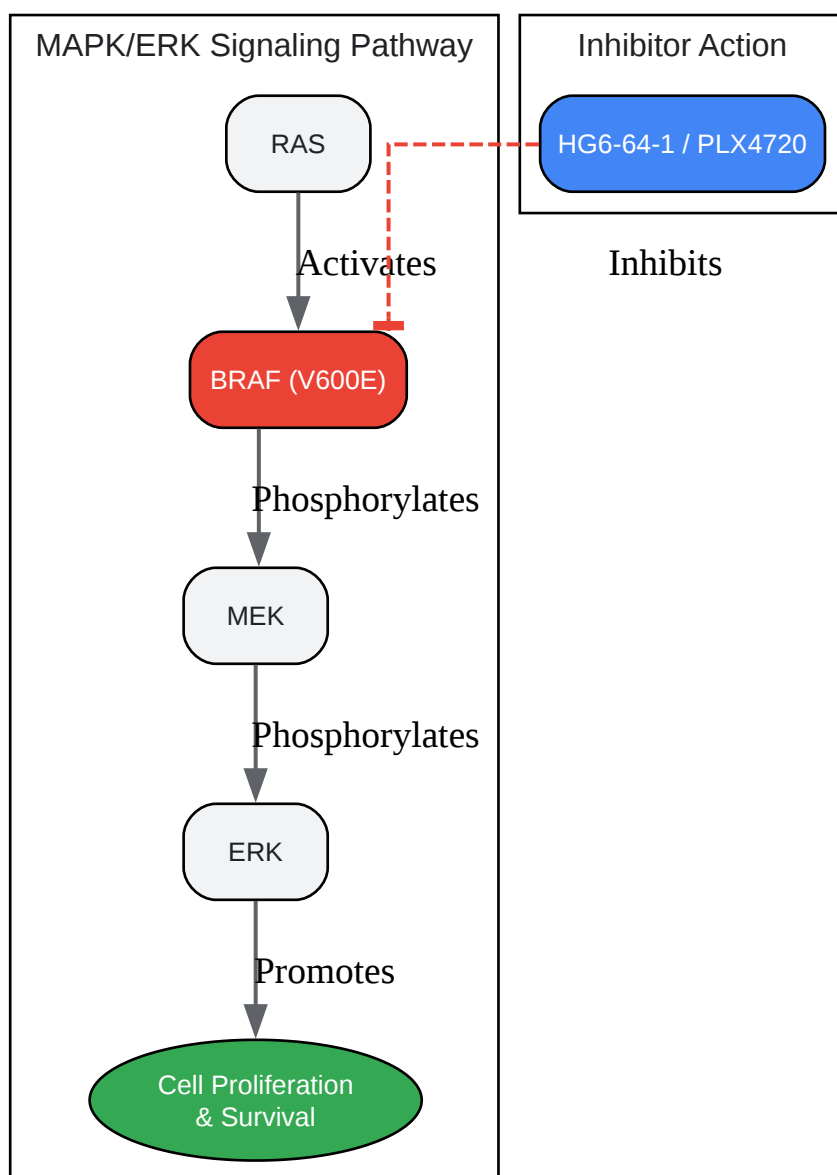 MAPK/ERK Signaling Pathway
Inhibitor Action
RAS
HG6-64-1 / PLX4720
Activates
Inhibits
BRAF (V600E)
Phosphorylates
MEK
Phosphorylates
ERK
Promotes
Cell Proliferation
& Survival